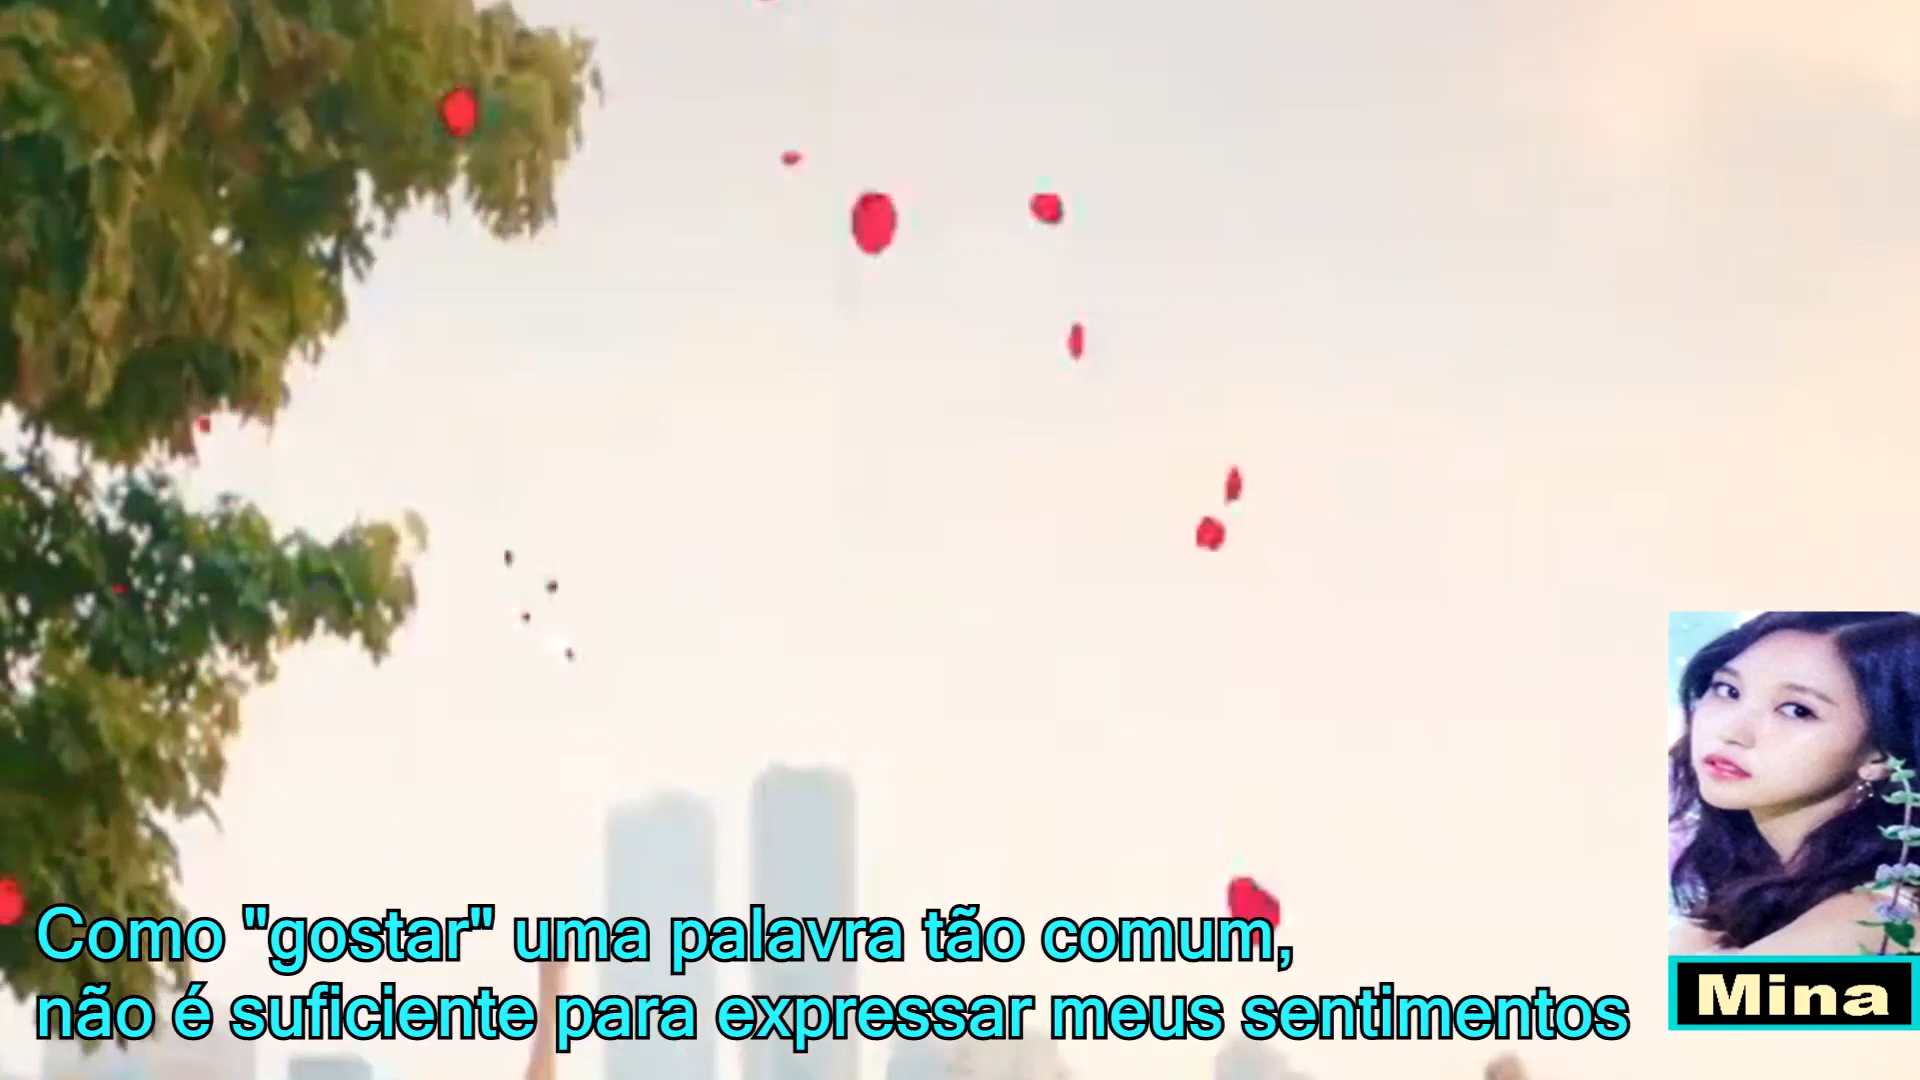 Como "gostar" uma palavra tão comum,
não é suficiente para expressar meus sentimentos
Mina